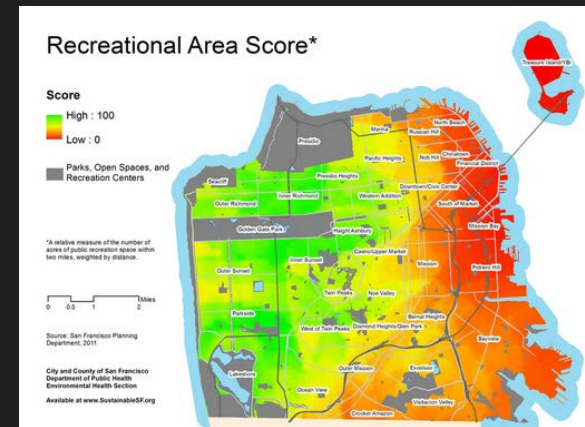 Recreational Area Score*
Score
High : 100
Low : 0
Parks, Open Spaces, and
Recreation Centers
*A relative measure of the number of
acres of public recreation space within
two miles, weighted by distance.
0 0.5 1 2 Miles
Source: San Francisco Planning
Department, 2011
City and County of San Francisco
Department of Public Health
Environmental Health Section
Available at www.SustainableSF.org
Treasure Island/YBI
North Beach
Marina
Russian Hill
Presidio
Chinatown
Nob Hill
Pacific Heights
Financial District
Presidio Heights
Seacliff
Downtown/Civic Center
Inner Richmond
Western Addition
Outer Richmond
South of Market
Golden Gate Park
Haight Ashbury
Mission Bay
Castro/Upper Market
Inner Sunset
Mission
Outer Sunset
Potrero Hill
Twin Peaks
Noe Valley
Parkside
Bernal Heights
West of Twin Peaks
Diamond Heights/Glen Park
Bayview
Lakeshore
Outer Mission
Excelsior
Ocean View
Visitacion Valley
Crocker Amazon